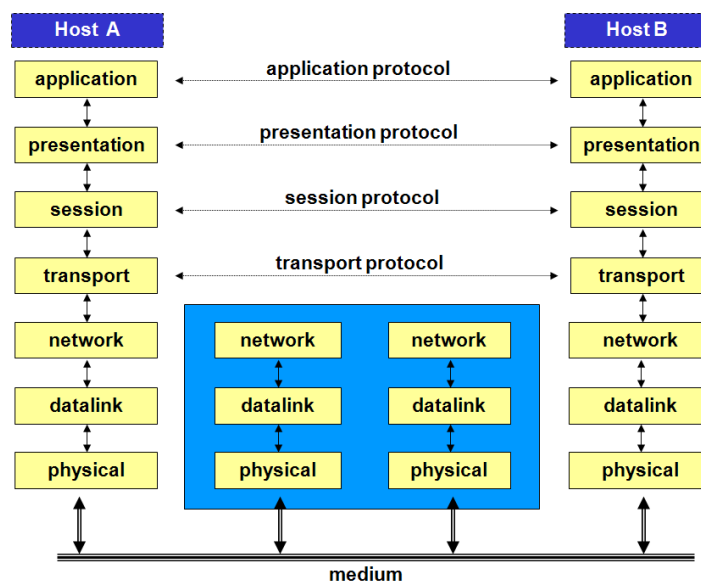 Host A
Host B
application
application protocol
application
presentation
presentation protocol
presentation
session
session protocol
session
transport
transport protocol
transport
network
network
network
network
datalink
datalink
datalink
datalink
physical
physical
physical
physical
medium